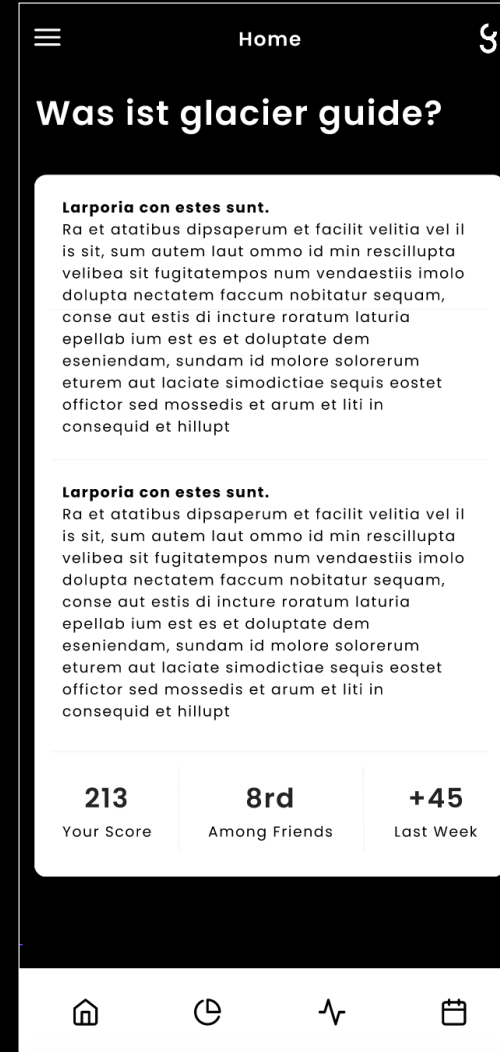 Home
Was ist glacier guide?
Larporia con estes sunt.
Ra et atatibus dipsaperum et facilit velitia vel il
is sit, sum autem laut ommo id min rescillupta
velibea sit fugitatempos num vendaestiis imolo
dolupta nectatem faccum nobitatur sequam,
conse aut estis di incture roratum laturia
epellab ium est es et doluptate dem
eseniendam, sundam id molore solorerum
eturem aut laciate simodictiae sequis eostet
offictor sed mossedis et arum et liti in
consequid et hillupt
Larporia con estes sunt.
Ra et atatibus dipsaperum et facilit velitia vel il
is sit, sum autem laut ommo id min rescillupta
velibea sit fugitatempos num vendaestiis imolo
dolupta nectatem faccum nobitatur sequam,
conse aut estis di incture roratum laturia
epellab ium est es et doluptate dem
eseniendam, sundam id molore solorerum
eturem aut laciate simodictiae sequis eostet
offictor sed mossedis et arum et liti in
consequid et hillupt
213 8rd +45
Your Score Among Friends Last Week